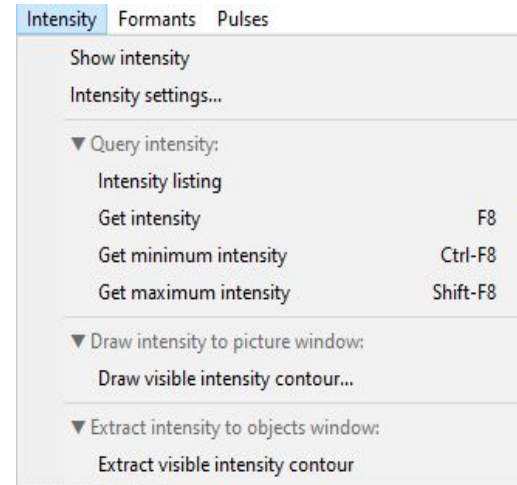 Intensity Formants Pulses
Show intensity
Intensity settings...
▼ Query intensity:
Intensity listing
Get intensity F8
Get minimum intensity Ctrl-F8
Get maximum intensity Shift-F8
▼ Draw intensity to picture window:
Draw visible intensity contour...
▼ Extract intensity to objects window:
Extract visible intensity contour